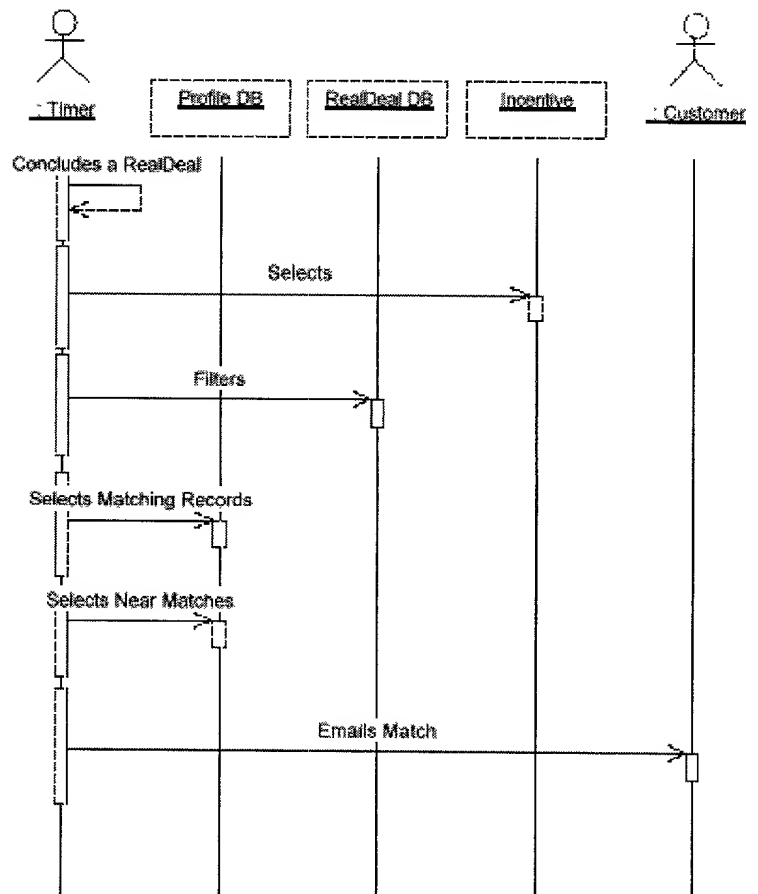 : Timer
Profile DB
RealDeal DB
Incentive
: Customer
Concludes a RealDeal
Selects
Filters
Selects Matching Records
Selects Near Matches
Emails Match